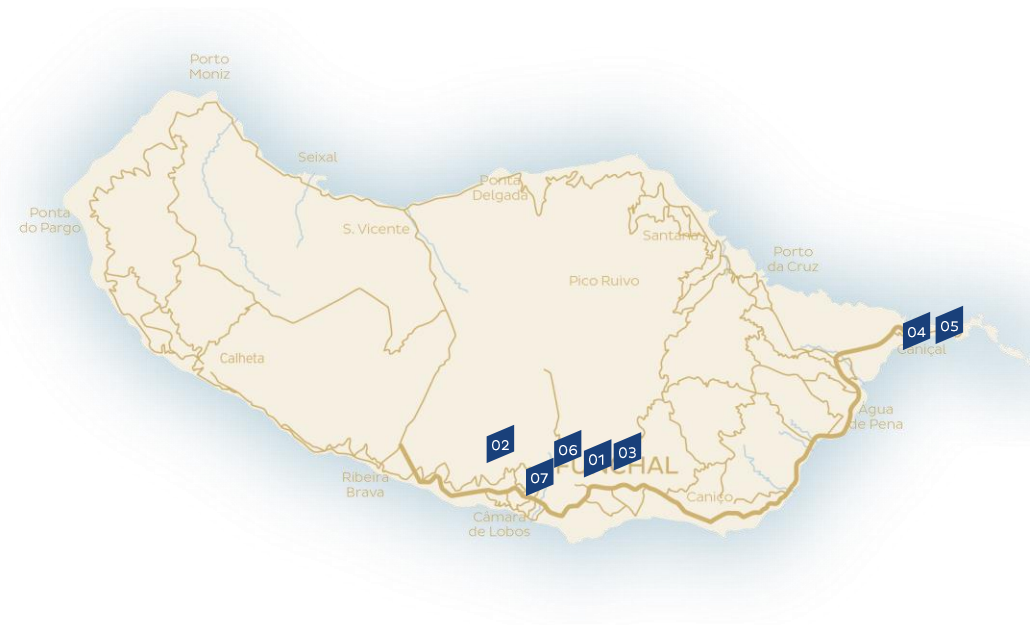 Porto
Moniz
Seixal
Ponta
Delgada
Ponta
do Pargo
S. Vicente
Santana
Porto
da Cruz
Pico Ruivo
04
05
Caniçal
Calheta
Água
de Pena
02
06
01
03
FUNCHAL
07
Ribeira
Brava
Caniço
Câmara
de Lobos